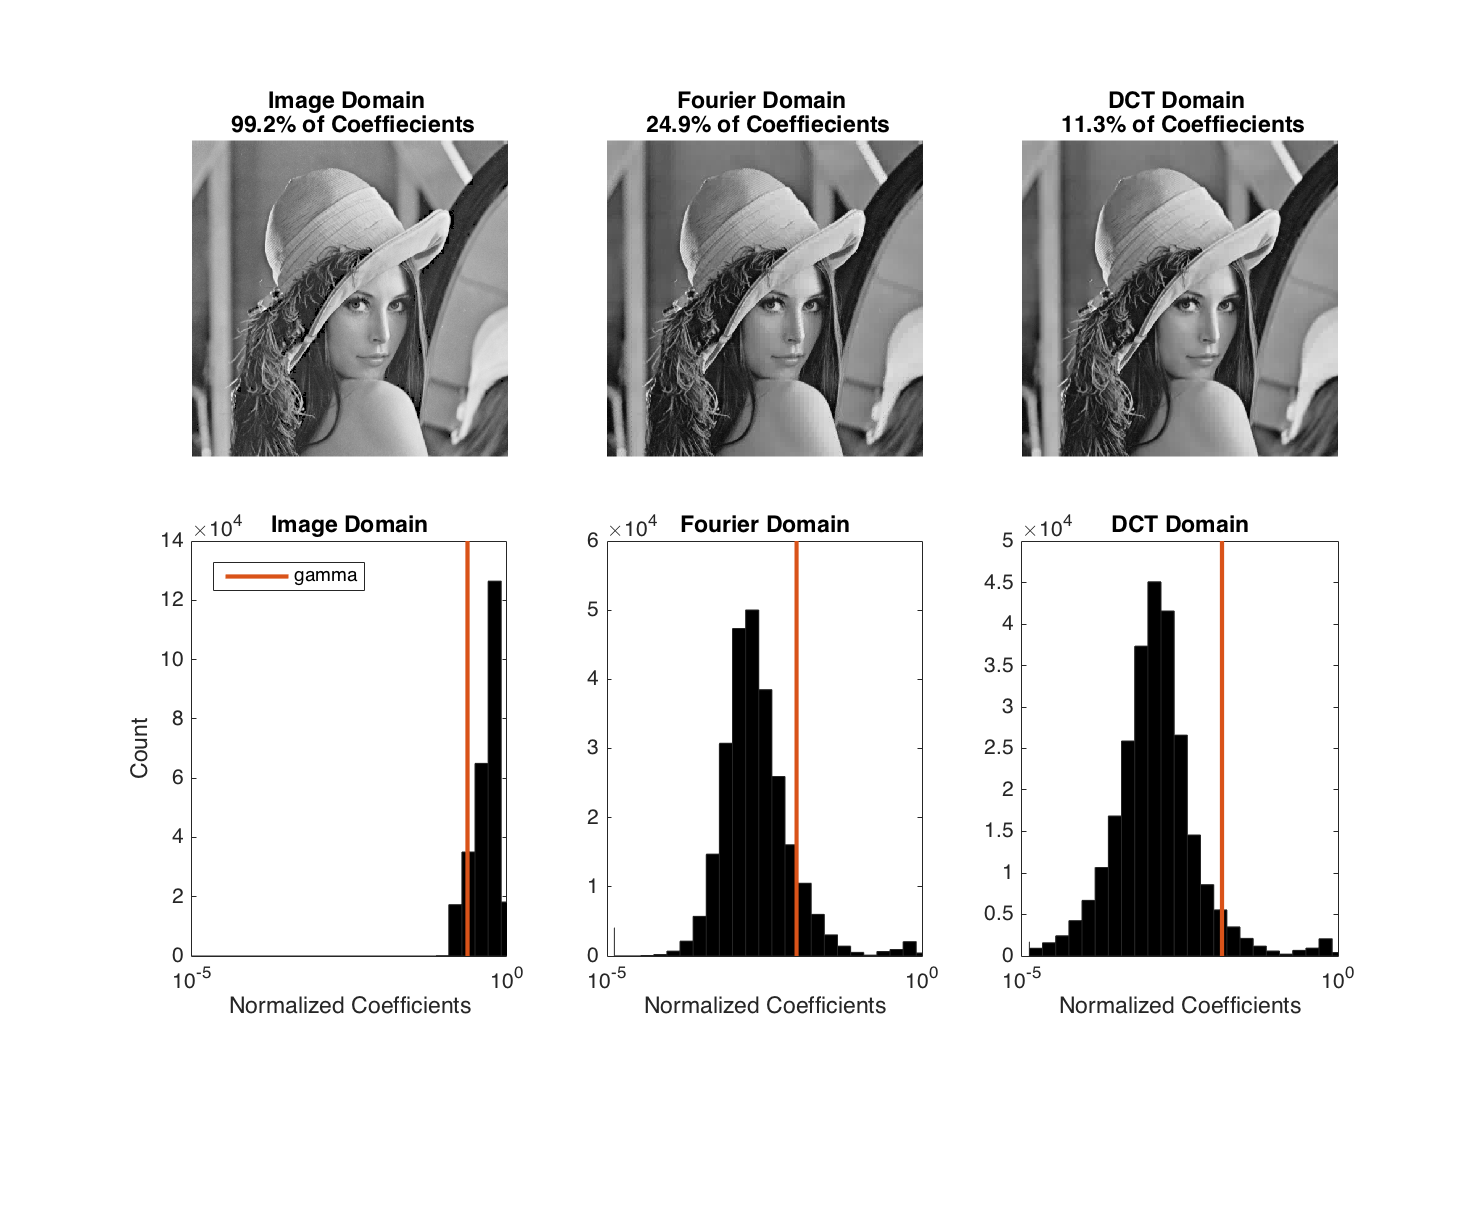 Image Domain
99.2% of Coeffiecients
Fourier Domain
24.9% of Coeffiecients
DCT Domain
11.3% of Coeffiecients
Image Domain
×10⁴
14
12
10
8
6
4
2
0
Count
gamma
10⁻⁵
10⁰
Normalized Coefficients
Fourier Domain
×10⁴
6
5
4
3
2
1
0
10⁻⁵
10⁰
Normalized Coefficients
DCT Domain
×10⁴
5
4.5
4
3.5
3
2.5
2
1.5
1
0.5
0
10⁻⁵
10⁰
Normalized Coefficients